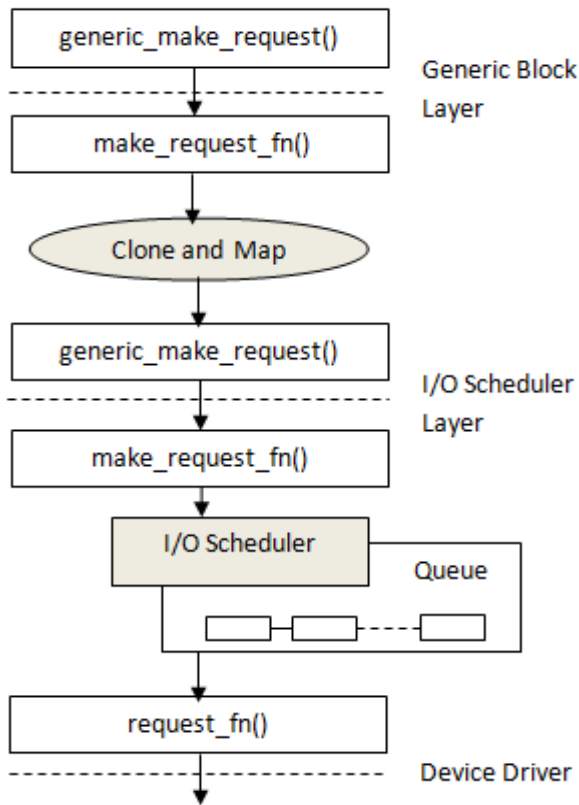 generic_make_request()
Generic Block
Layer
make_request_fn()
Clone and Map
generic_make_request()
I/O Scheduler
Layer
make_request_fn()
I/O Scheduler
Queue
request_fn()
Device Driver